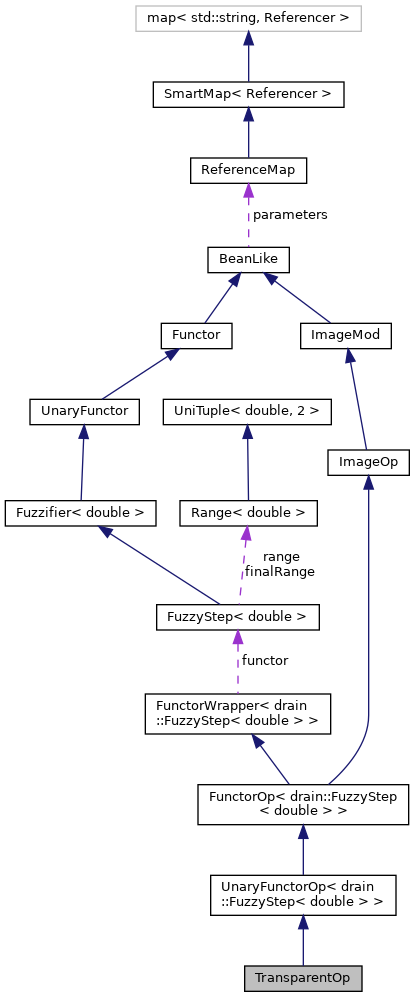 map< std::string, Referencer >
SmartMap< Referencer >
ReferenceMap
parameters
BeanLike
Functor
ImageMod
UnaryFunctor
UniTuple< double, 2 >
ImageOp
Fuzzifier< double >
Range< double >
range
finalRange
FuzzyStep< double >
functor
FunctorWrapper< drain
::FuzzyStep< double > >
FunctorOp< drain::FuzzyStep
< double > >
UnaryFunctorOp< drain
::FuzzyStep< double > >
TransparentOp